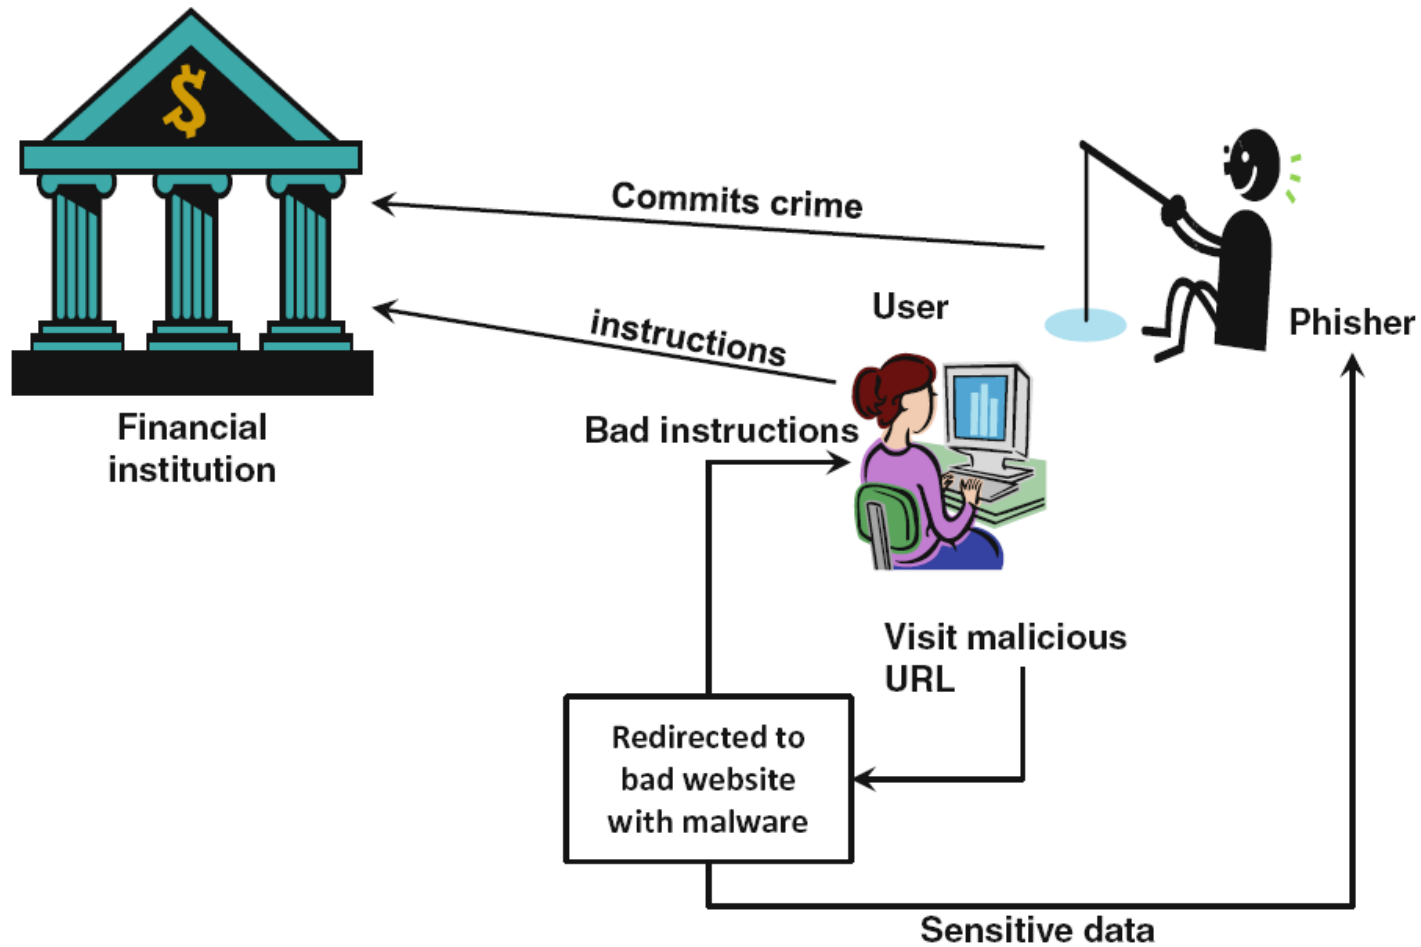 $
Commits crime
User
Phisher
instructions
Financial
institution
Bad instructions
Visit malicious
URL
Redirected to
bad website
with malware
Sensitive data